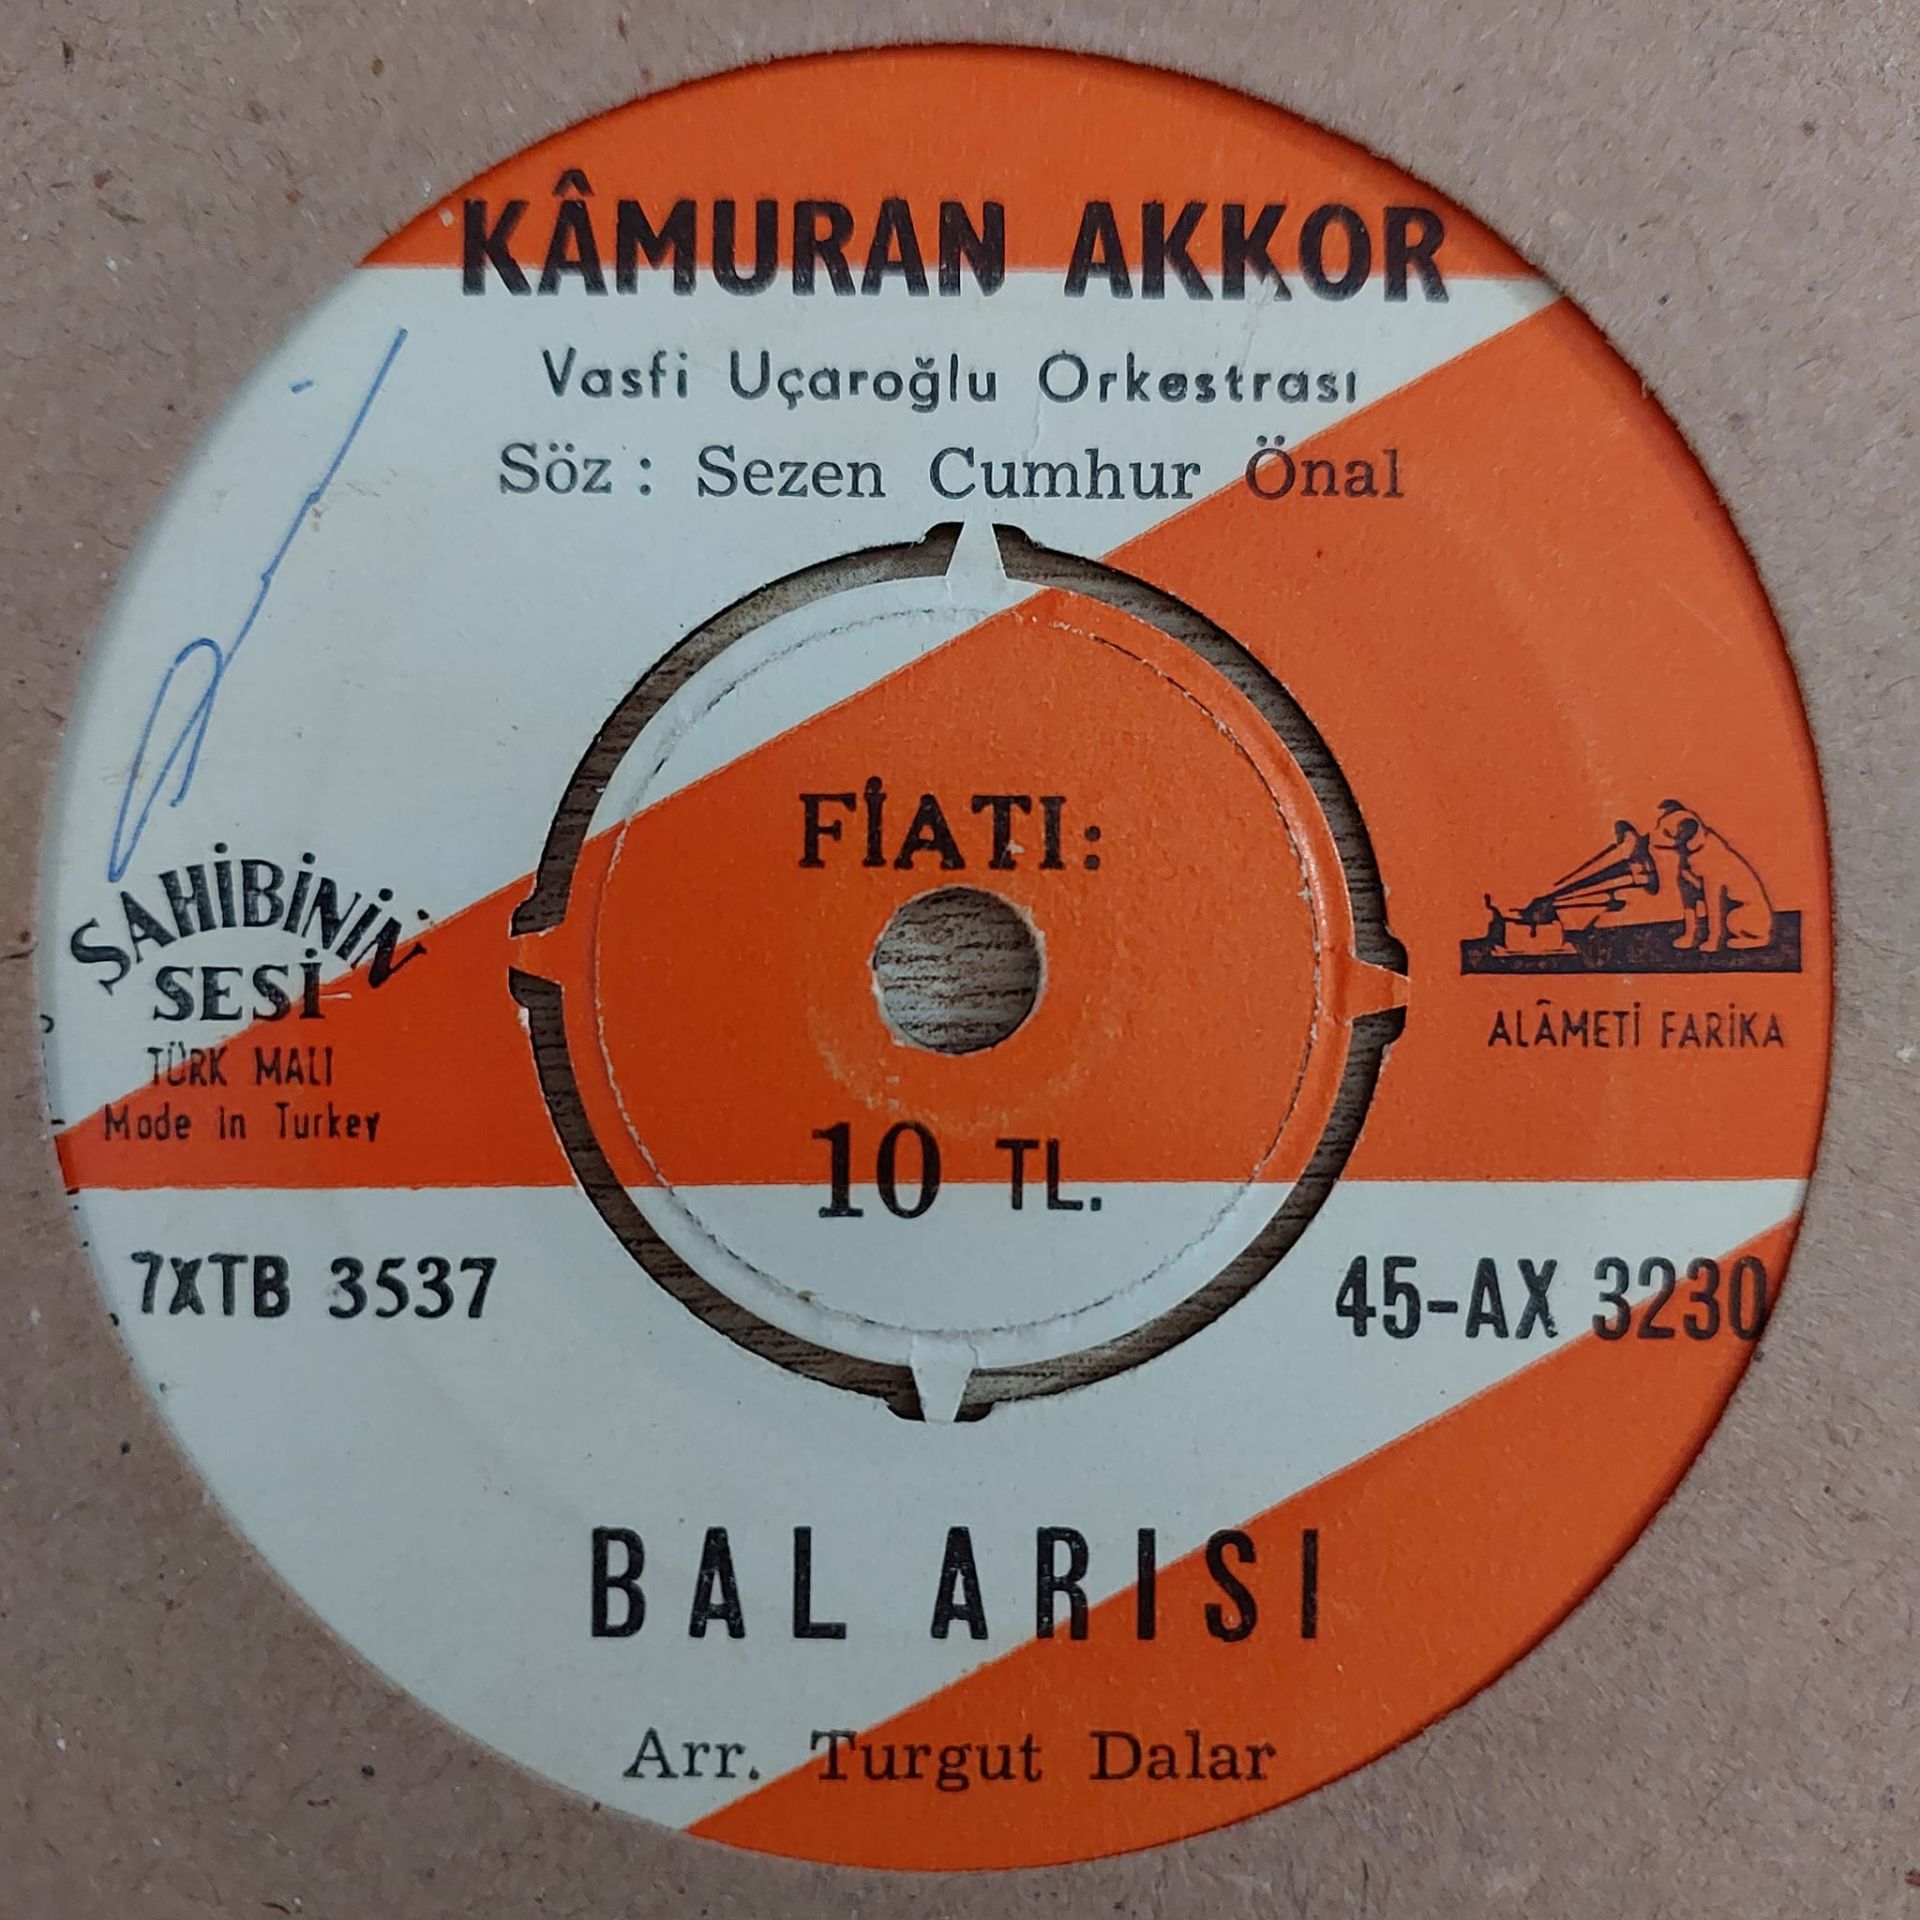 KÂMURAN AKKOR
Vasfi Uçaroğlu Orkestrası
Söz : Sezen Cumhur Önal
FİATI:
10 TL.
SAHİBİNİN
SESİ
TÜRK MALI
Made in Turkey
ALÂMETİ FARİKA
7XTB 3537
45-AX 3230
BAL ARISI
Arr. Turgut Dalar